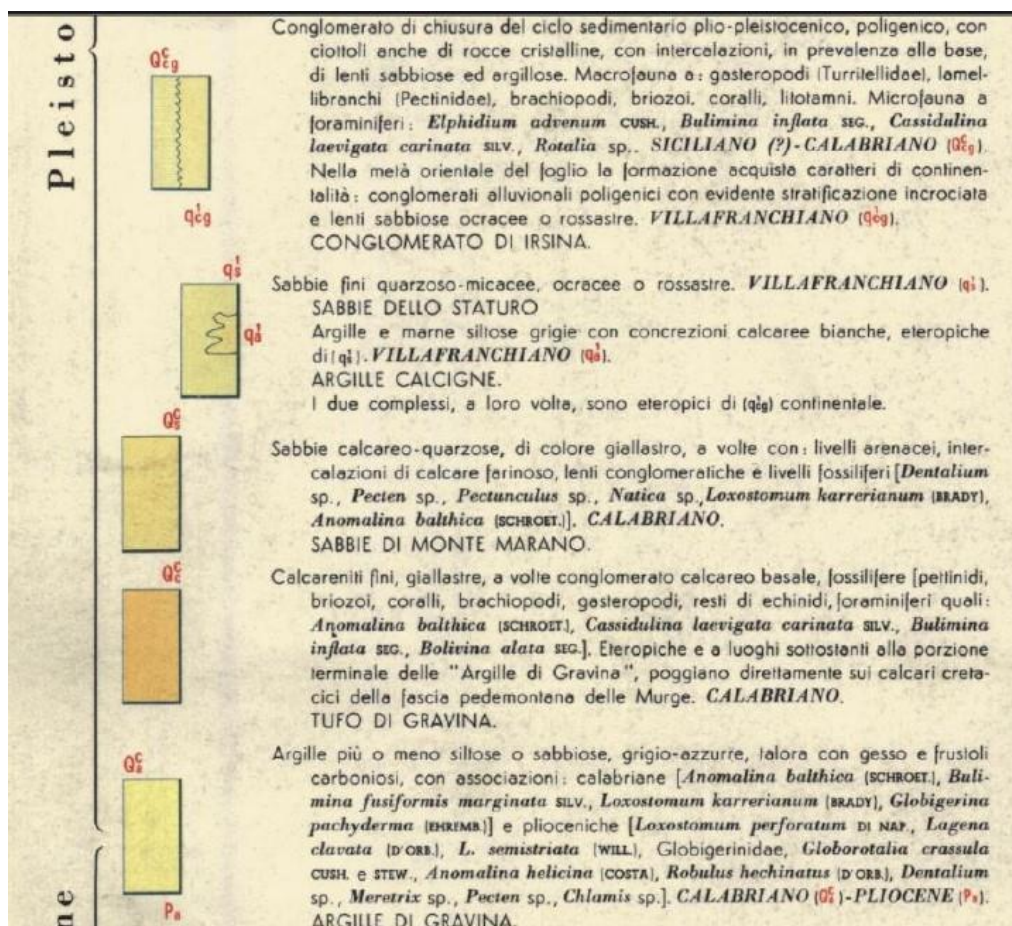 Pleisto
ne
Q^c_cg
q^1_cg
Conglomerato di chiusura del ciclo sedimentario plio-pleistocenico, poligenico, con
ciottoli anche di rocce cristalline, con intercalazioni, in prevalenza alla base,
di lenti sabbiose ed argillose. Macrofauna a: gasteropodi (Turritellidae), lamel-
libranchi (Pectinidae), brachiopodi, briozoi, coralli, litotamni. Microfauna a
foraminiferi: Elphidium advenum CUSH., Bulimina inflata SEG., Cassidulina
laevigata carinata SILV., Rotalia sp.. SICILIANO (?)-CALABRIANO (Q^c_cg).
Nella metà orientale del foglio la formazione acquista caratteri di continen-
talità: conglomerati alluvionali poligenici con evidente stratificazione incrociata
e lenti sabbiose ocracee o rossastre. VILLAFRANCHIANO (q^1_cg).
CONGLOMERATO DI IRSINA.
q^1_s
q^1_a
Sabbie fini quarzoso-micacee, ocracee o rossastre. VILLAFRANCHIANO (q^1_s).
SABBIE DELLO STATURO
Argille e marne siltose grigie con concrezioni calcaree bianche, eteropiche
di (q^1_s). VILLAFRANCHIANO (q^1_a).
ARGILLE CALCIGNE.
I due complessi, a loro volta, sono eteropici di (q^1_cg) continentale.
Q^c_s
Sabbie calcareo-quarzose, di colore giallastro, a volte con: livelli arenacei, inter-
calazioni di calcare farinoso, lenti conglomeratiche e livelli fossiliferi [Dentalium
sp., Pecten sp., Pectunculus sp., Natica sp., Loxostomum karrerianum (BRADY),
Anomalina balthica (SCHROET.)]. CALABRIANO.
SABBIE DI MONTE MARANO.
Q^c_c
Calcareniti fini, giallastre, a volte conglomerato calcareo basale, fossilifere [pettinidi,
briozoi, coralli, brachiopodi, gasteropodi, resti di echinidi, foraminiferi quali:
Anomalina balthica (SCHROET.), Cassidulina laevigata carinata SILV., Bulimina
inflata SEG., Bolivina alata SEG.]. Eteropiche e a luoghi sottostanti alla porzione
terminale delle "Argille di Gravina", poggiano direttamente sui calcari creta-
cici della fascia pedemontana delle Murge. CALABRIANO.
TUFO DI GRAVINA.
Q^c_a
P_a
Argille più o meno siltose o sabbiose, grigio-azzurre, talora con gesso e frustoli
carboniosi, con associazioni: calabriane [Anomalina balthica (SCHROET.), Buli-
mina fusiformis marginata SILV., Loxostomum karrerianum (BRADY), Globigerina
pachyderma (EHREMB.)] e plioceniche [Loxostomum perforatum DI NAP., Lagena
clavata (D'ORB.), L. semistriata (WILL.), Globigerinidae, Globorotalia crassula
CUSH. e STEW., Anomalina helicina (COSTA), Robulus hechinatus (D'ORB.), Dentalium
sp., Meretrix sp., Pecten sp., Chlamis sp.]. CALABRIANO (Q^c_a)-PLIOCENE (P_a).
ARGILLE DI GRAVINA.